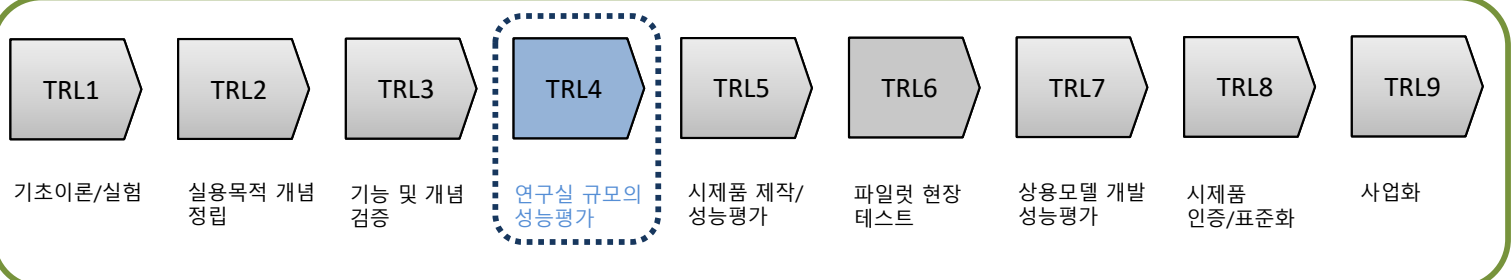 TRL1
TRL2
TRL3
TRL4
TRL5
TRL6
TRL7
TRL8
TRL9
기초이론/실험
실용목적 개념
정립
기능 및 개념
검증
연구실 규모의
성능평가
시제품 제작/
성능평가
파일럿 현장
테스트
상용모델 개발
성능평가
시제품
인증/표준화
사업화